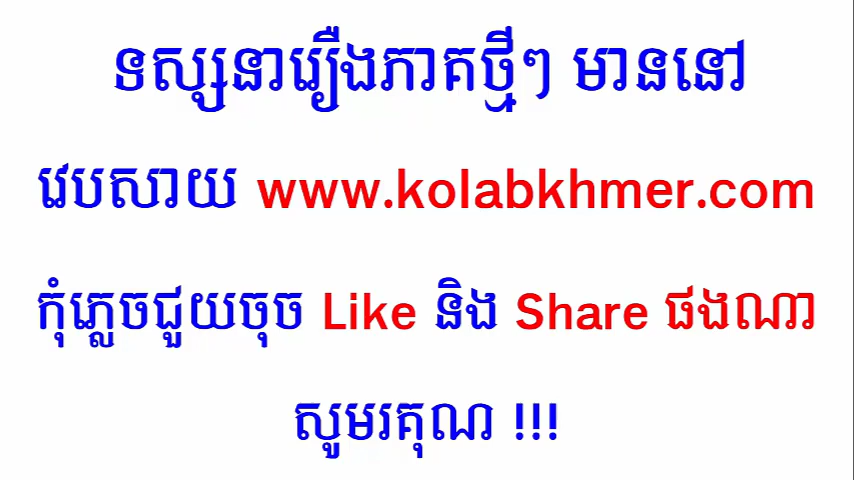 ទស្សនារឿងភាគថ្មីៗ មាននៅ
វេបសាយ www.kolabkhmer.com
កុំភ្លេចជួយចុច Like និង Share ផងណា
សូមរគុណ !!!